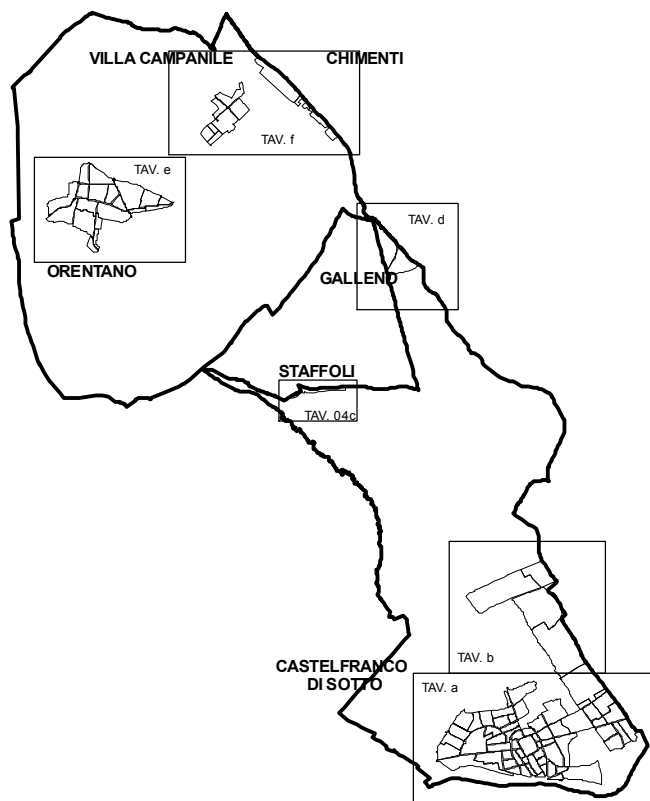 VILLA CAMPANILE
CHIMENTI
TAV. f
TAV. e
ORENTANO
TAV. d
GALLENO
STAFFOLI
TAV. 04c
TAV. b
CASTELFRANCO
DI SOTTO
TAV. a